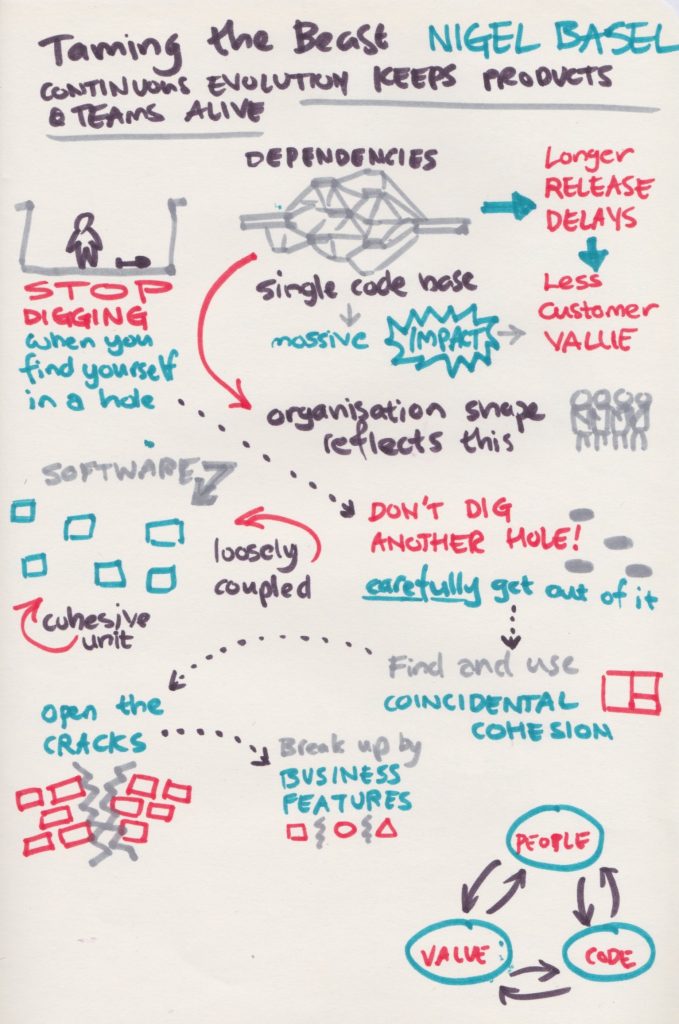 Taming the Beast NIGEL BASEL
CONTINUOUS EVOLUTION KEEPS PRODUCTS
& TEAMS ALIVE
DEPENDENCIES
Longer
RELEASE
DELAYS
Less
Customer
VALUE
single code base
massive IMPACT
STOP
DIGGING
when you
find yourself
in a hole
organisation shape
reflects this
SOFTWARE
loosely
coupled
cohesive
unit
DON'T DIG
ANOTHER HOLE!
carefully get out of it
Find and use
COINCIDENTAL
COHESION
open the
CRACKS
Break up by
BUSINESS
FEATURES
PEOPLE
VALUE
CODE